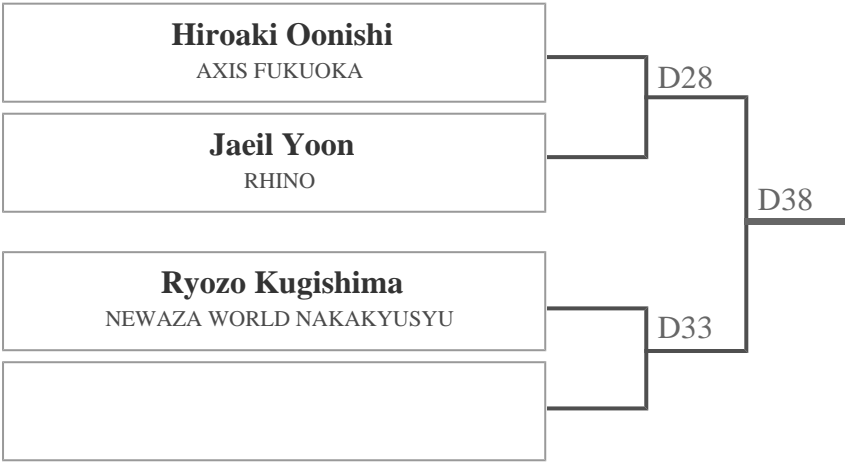 Hiroaki Oonishi
AXIS FUKUOKA
D28
Jaeil Yoon
RHINO
D38
Ryozo Kugishima
NEWAZA WORLD NAKAKYUSYU
D33